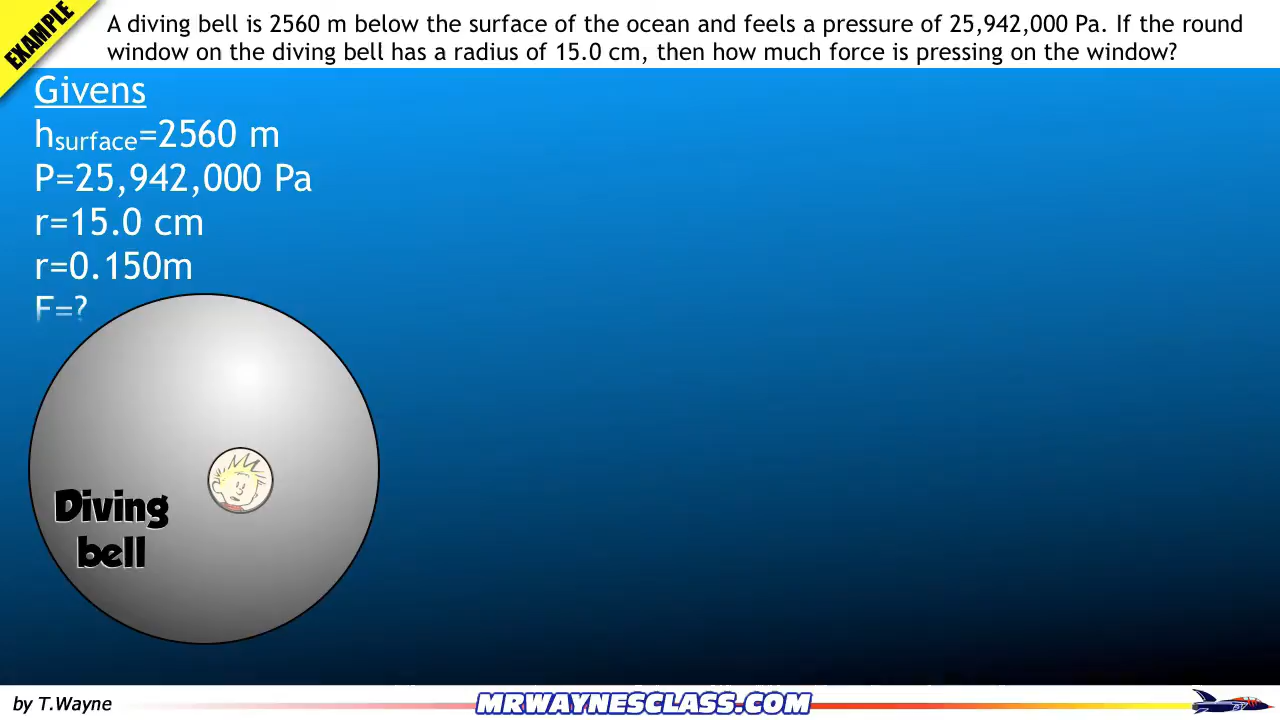 EXAMPLE
A diving bell is 2560 m below the surface of the ocean and feels a pressure of 25,942,000 Pa. If the round
window on the diving bell has a radius of 15.0 cm, then how much force is pressing on the window?
Givens
hsurface=2560 m
P=25,942,000 Pa
r=15.0 cm
r=0.150m
F=?
Diving
bell
by T.Wayne
MRWAYNESCLASS.COM